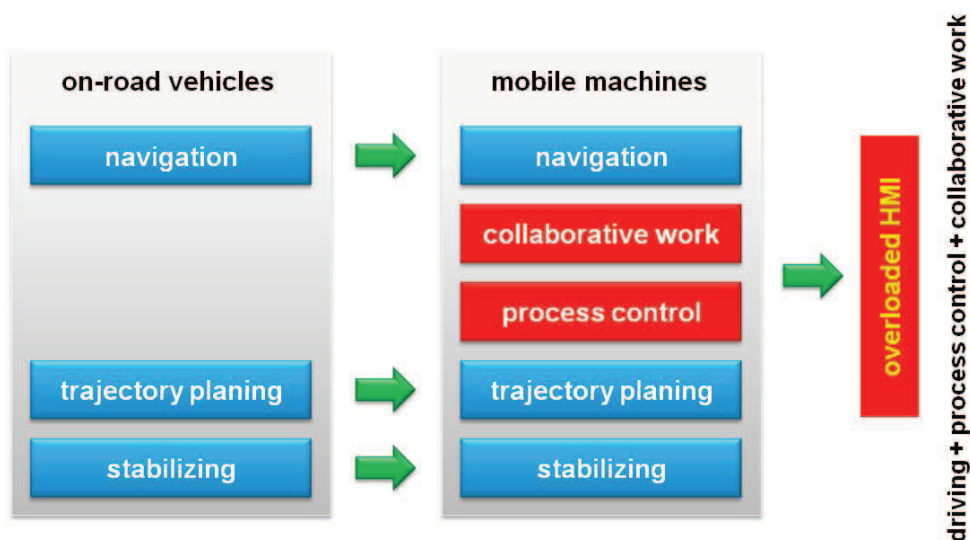 on-road vehicles
navigation
trajectory planing
stabilizing
mobile machines
navigation
collaborative work
process control
trajectory planing
stabilizing
overloaded HMI
driving + process control + collaborative work